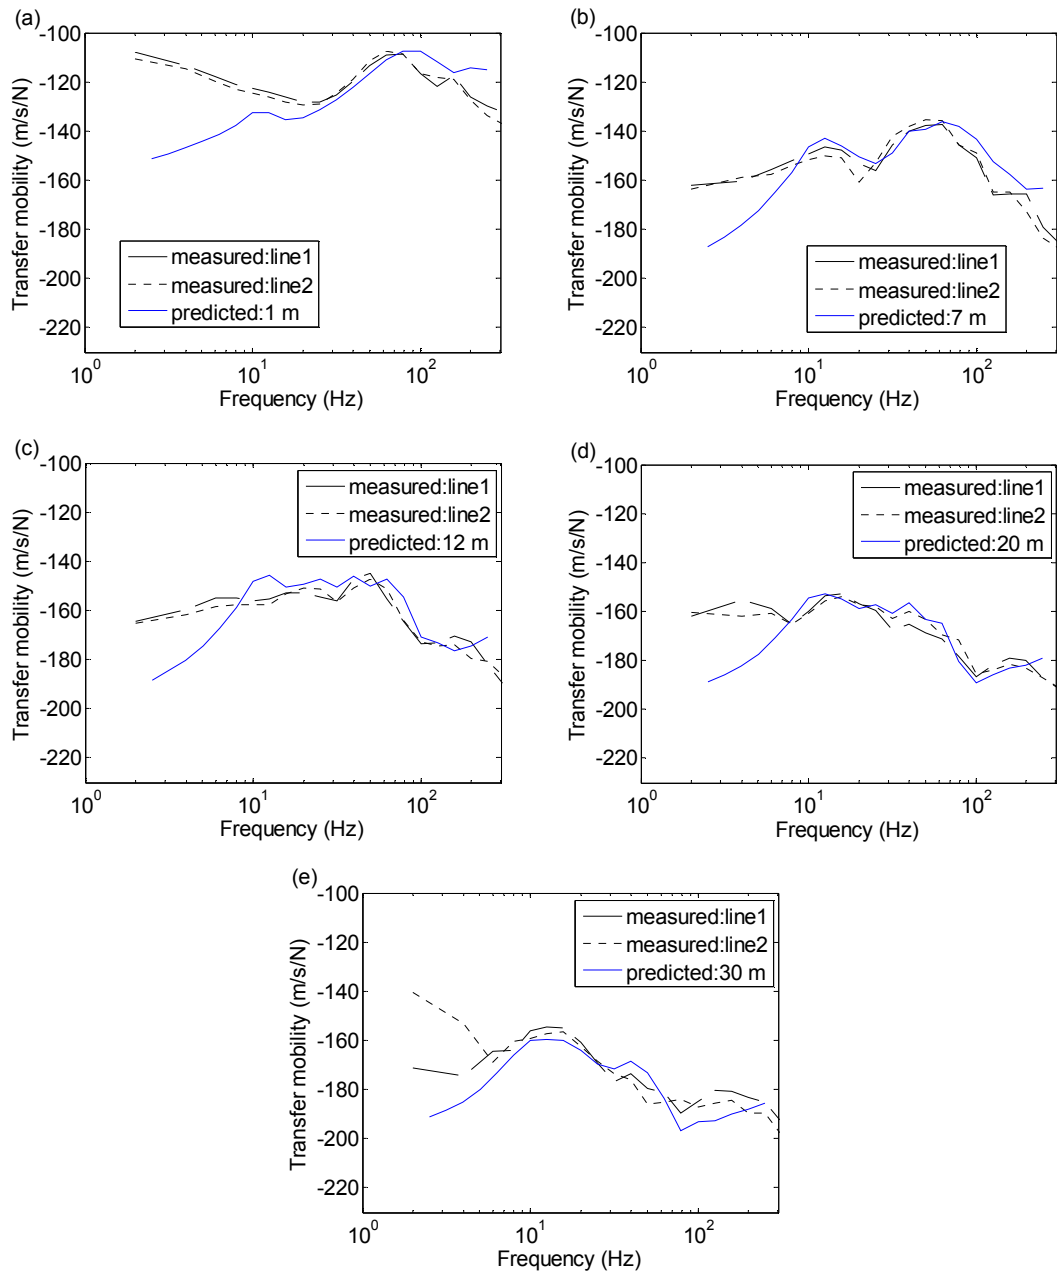 (a)
-100
-120
-140
-160
-180
-200
-220
Transfer mobility (m/s/N)
measured:line1
measured:line2
predicted:1 m
10^0
10^1
10^2
Frequency (Hz)
(b)
-100
-120
-140
-160
-180
-200
-220
Transfer mobility (m/s/N)
measured:line1
measured:line2
predicted:7 m
10^0
10^1
10^2
Frequency (Hz)
(c)
-100
-120
-140
-160
-180
-200
-220
Transfer mobility (m/s/N)
measured:line1
measured:line2
predicted:12 m
10^0
10^1
10^2
Frequency (Hz)
(d)
-100
-120
-140
-160
-180
-200
-220
Transfer mobility (m/s/N)
measured:line1
measured:line2
predicted:20 m
10^0
10^1
10^2
Frequency (Hz)
(e)
-100
-120
-140
-160
-180
-200
-220
Transfer mobility (m/s/N)
measured:line1
measured:line2
predicted:30 m
10^0
10^1
10^2
Frequency (Hz)